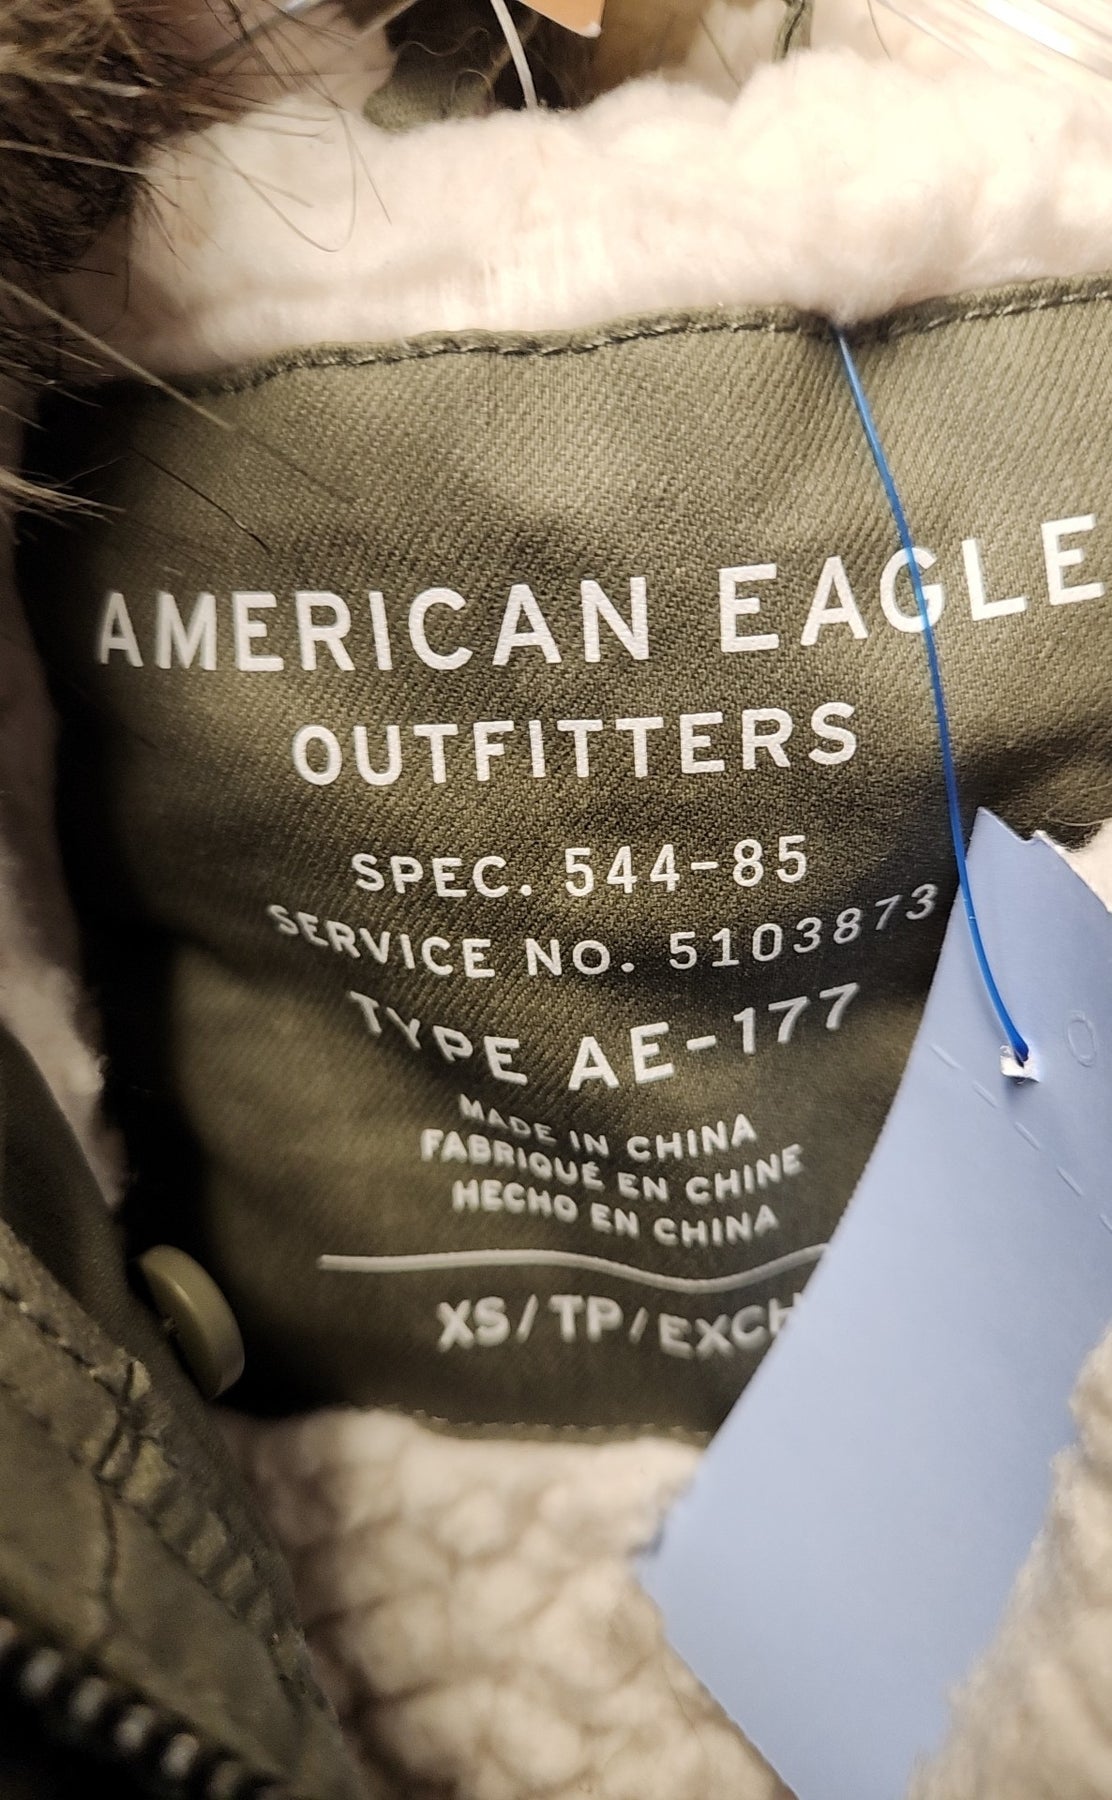 AMERICAN EAGLE
OUTFITTERS
SPEC. 544-85
SERVICE NO. 5103873
TYPE AE-177
MADE IN CHINA
FABRIQUÉ EN CHINE
HECHO EN CHINA
XS/TP/EXCH